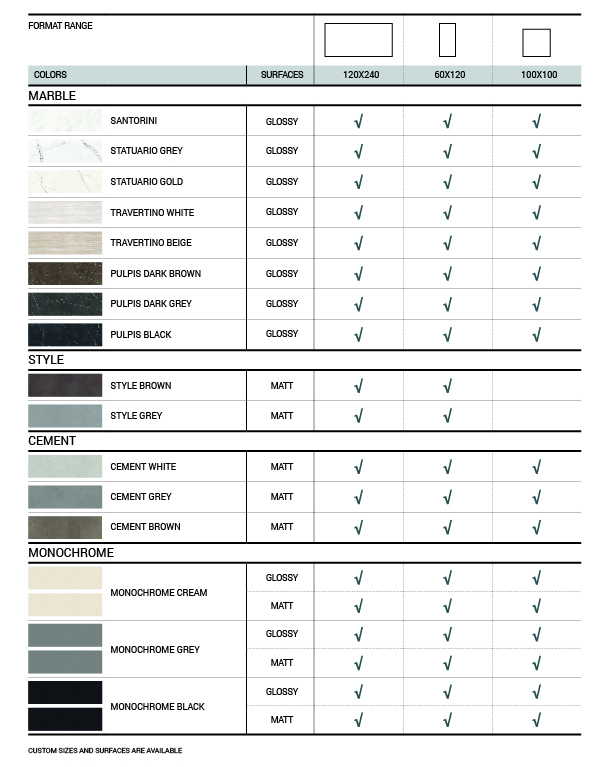 FORMAT RANGE
COLORS SURFACES 120X240 60X120 100X100
MARBLE
SANTORINI GLOSSY √ √ √
STATUARIO GREY GLOSSY √ √ √
STATUARIO GOLD GLOSSY √ √ √
TRAVERTINO WHITE GLOSSY √ √ √
TRAVERTINO BEIGE GLOSSY √ √ √
PULPIS DARK BROWN GLOSSY √ √ √
PULPIS DARK GREY GLOSSY √ √ √
PULPIS BLACK GLOSSY √ √ √
STYLE
STYLE BROWN MATT √ √
STYLE GREY MATT √ √
CEMENT
CEMENT WHITE MATT √ √ √
CEMENT GREY MATT √ √ √
CEMENT BROWN MATT √ √ √
MONOCHROME
MONOCHROME CREAM
GLOSSY √ √ √
MATT √ √ √
MONOCHROME GREY
GLOSSY √ √ √
MATT √ √ √
MONOCHROME BLACK
GLOSSY √ √ √
MATT √ √ √
CUSTOM SIZES AND SURFACES ARE AVAILABLE